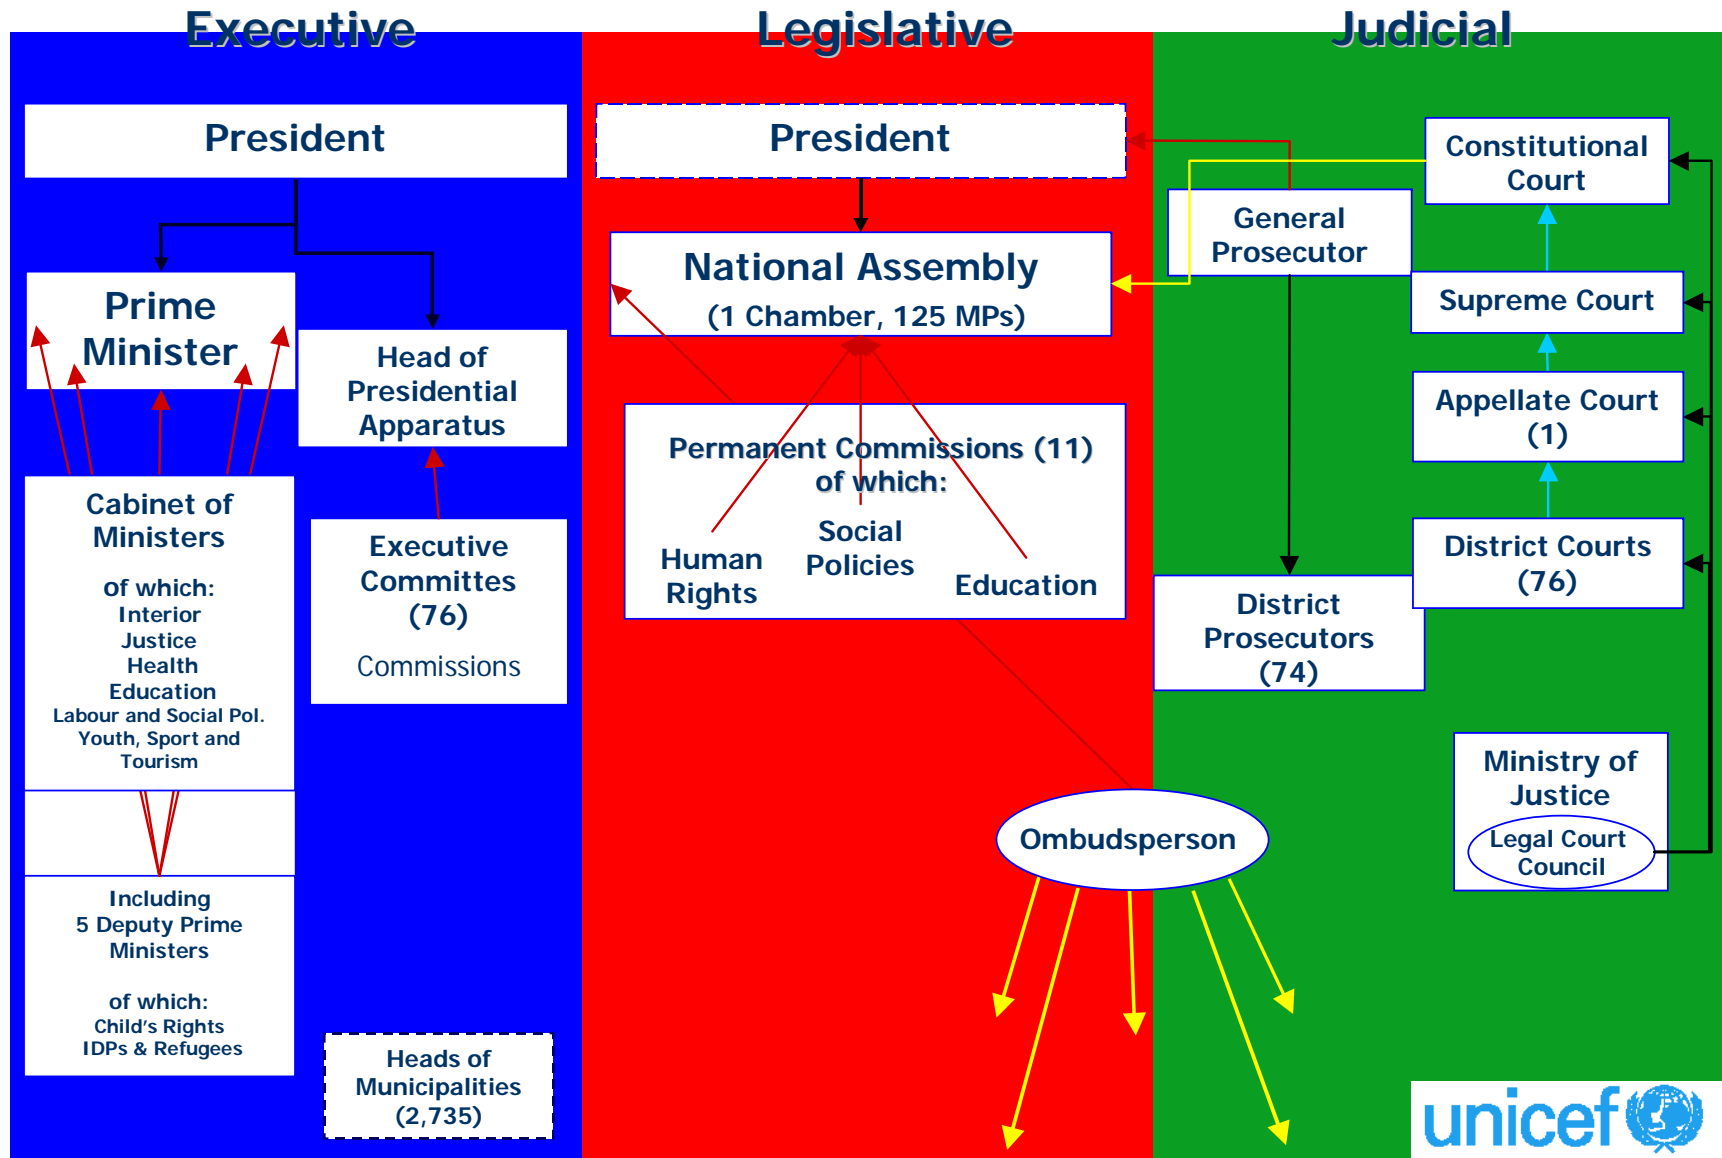 Executive
Legislative
Judicial
President
Prime
Minister
Head of
Presidential
Apparatus
Cabinet of
Ministers
of which:
Interior
Justice
Health
Education
Labour and Social Pol.
Youth, Sport and
Tourism
Executive
Committes
(76)
Commissions
Including
5 Deputy Prime
Ministers
of which:
Child's Rights
IDPs & Refugees
Heads of
Municipalities
(2,735)
President
National Assembly
(1 Chamber, 125 MPs)
Permanent Commissions (11)
of which:
Human
Rights
Social
Policies
Education
Ombudsperson
General
Prosecutor
District
Prosecutors
(74)
Constitutional
Court
Supreme Court
Appellate Court
(1)
District Courts
(76)
Ministry of
Justice
Legal Court
Council
unicef